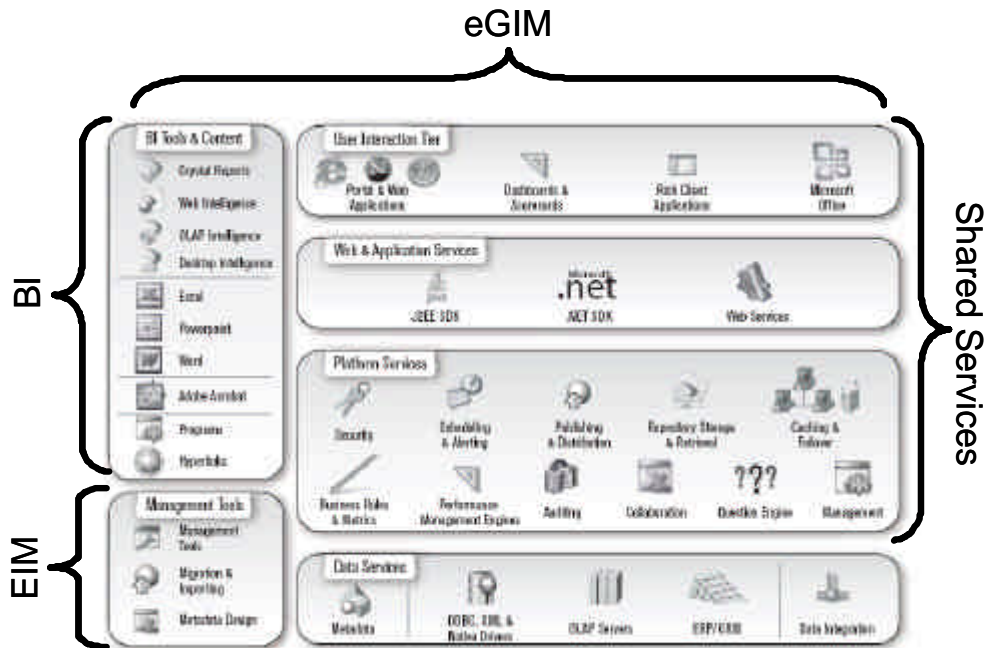 eGIM
BI
EIM
Shared Services
BI Tools & Content
Crystal Reports
Web Intelligence
OLAP Intelligence
Desktop Intelligence
Excel
Powerpoint
Word
Adobe Acrobat
Programs
Hyperlinks
Management Tools
Management
Tools
Migration &
Importing
Metadata Design
User Interaction Tier
Portal & Web
Applications
Dashboards &
Scorecards
Rich Client
Applications
Microsoft
Office
Web & Application Services
J2EE SDK
Microsoft
.net
.NET SDK
Web Services
Platform Services
Security
Scheduling
& Alerting
Publishing
& Distribution
Repository Storage
& Retrieval
Caching &
Failover
Business Rules
& Metrics
Performance
Management Engines
Auditing
Collaboration
???
Question Engine
Management
Data Services
Metadata
ODBC, XML, &
Native Drivers
OLAP Servers
ERP/CRM
Data Integration